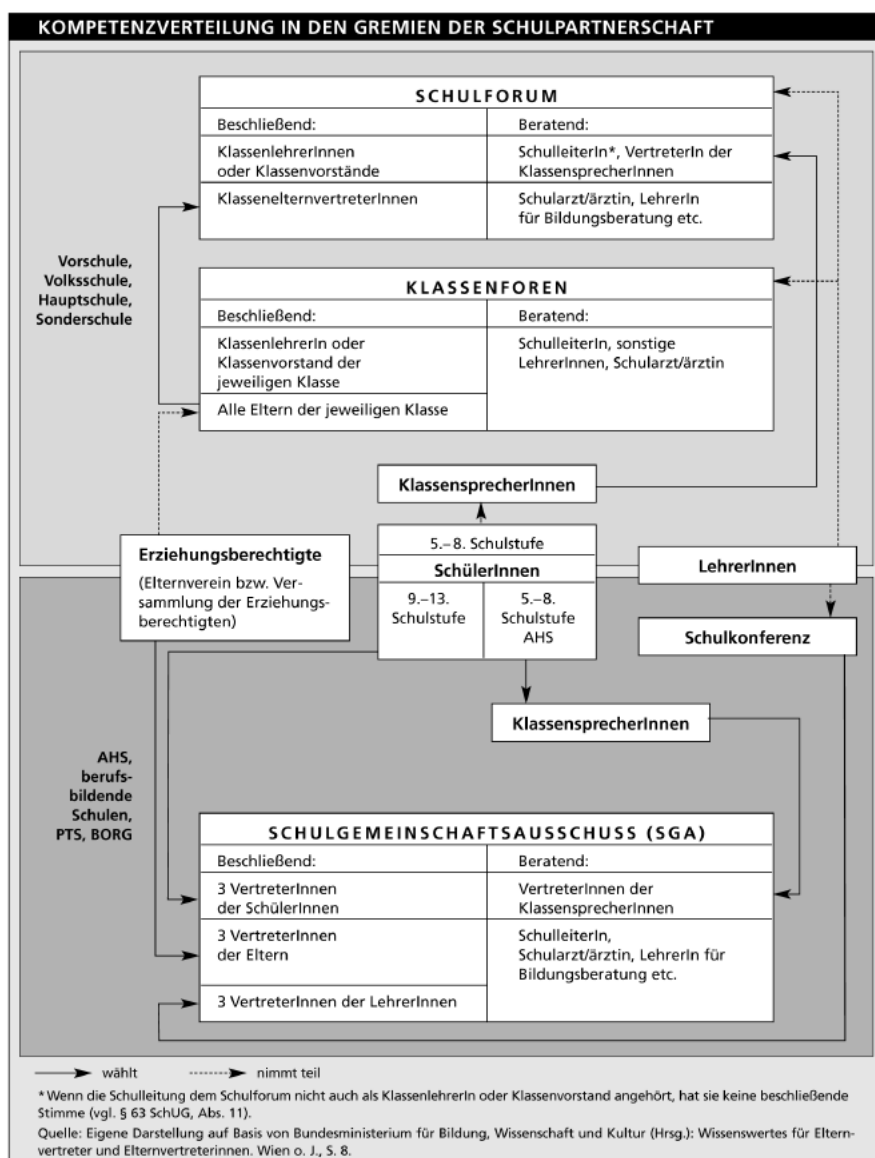 KOMPETENZVERTEILUNG IN DEN GREMIEN DER SCHULPARTNERSCHAFT
SCHULFORUM
Beschließend:
Beratend:
KlassenlehrerInnen
oder Klassenvorstände
SchulleiterIn*, VertreterIn der
KlassensprecherInnen
KlassenelternvertreterInnen
Schularzt/ärztin, LehrerIn
für Bildungsberatung etc.
Vorschule,
Volksschule,
Hauptschule,
Sonderschule
KLASSENFOREN
Beschließend:
Beratend:
KlassenlehrerIn oder
Klassenvorstand der
jeweiligen Klasse
SchulleiterIn, sonstige
LehrerInnen, Schularzt/ärztin
Alle Eltern der jeweiligen Klasse
KlassensprecherInnen
Erziehungsberechtigte
(Elternverein bzw. Ver-
sammlung der Erziehungs-
berechtigten)
5.–8. Schulstufe
SchülerInnen
9.–13.
Schulstufe
5.–8.
Schulstufe
AHS
LehrerInnen
Schulkonferenz
KlassensprecherInnen
AHS,
berufs-
bildende
Schulen,
PTS, BORG
SCHULGEMEINSCHAFTSAUSSCHUSS (SGA)
Beschließend:
Beratend:
3 VertreterInnen
der SchülerInnen
VertreterInnen der
KlassensprecherInnen
3 VertreterInnen
der Eltern
SchulleiterIn,
Schularzt/ärztin, LehrerIn für
Bildungsberatung etc.
3 VertreterInnen der LehrerInnen
wählt
nimmt teil
* Wenn die Schulleitung dem Schulforum nicht auch als KlassenlehrerIn oder Klassenvorstand angehört, hat sie keine beschließende
Stimme (vgl. § 63 SchUG, Abs. 11).
Quelle: Eigene Darstellung auf Basis von Bundesministerium für Bildung, Wissenschaft und Kultur (Hrsg.): Wissenswertes für Eltern-
vertreter und Elternvertreterinnen. Wien o. J., S. 8.